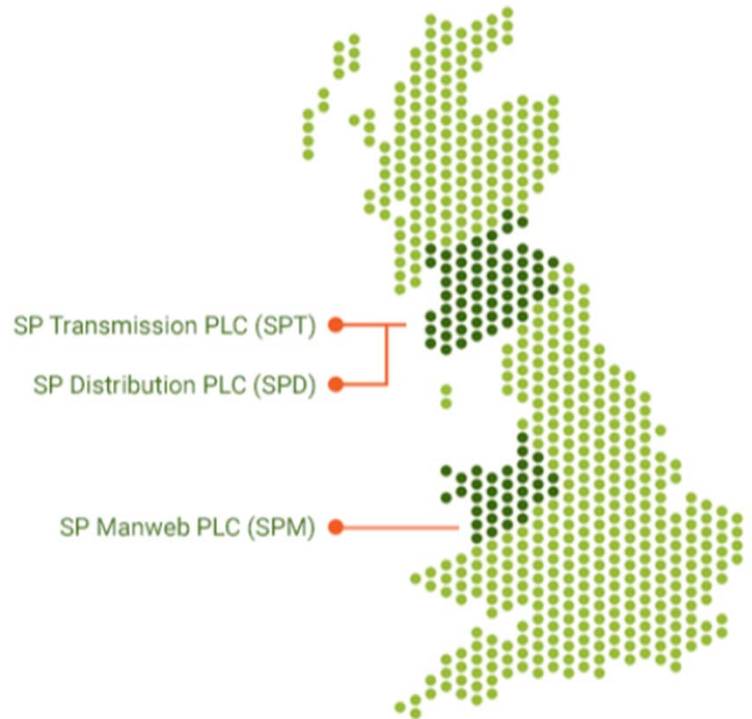 SP Transmission PLC (SPT)
SP Distribution PLC (SPD)
SP Manweb PLC (SPM)